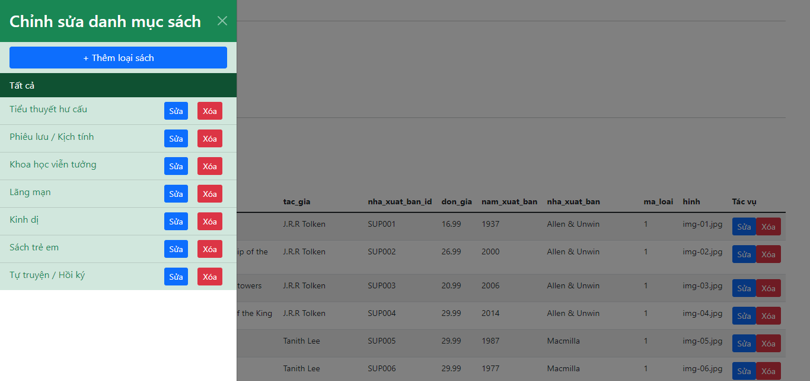 Chỉnh sửa danh mục sách
+ Thêm loại sách
Tất cả
Tiểu thuyết hư cấu Sửa Xóa
Phiêu lưu / Kịch tính Sửa Xóa
Khoa học viễn tưởng Sửa Xóa
Lãng mạn Sửa Xóa
Kinh dị Sửa Xóa
Sách trẻ em Sửa Xóa
Tự truyện / Hồi ký Sửa Xóa
tac_gia nha_xuat_ban_id don_gia nam_xuat_ban nha_xuat_ban ma_loai hinh Tác vụ
J.R.R Tolken SUP001 16.99 1937 Allen & Unwin 1 img-01.jpg Sửa Xóa
ip of the J.R.R Tolken SUP002 26.99 2000 Allen & Unwin 1 img-02.jpg Sửa Xóa
towers J.R.R Tolken SUP003 20.99 2006 Allen & Unwin 1 img-03.jpg Sửa Xóa
f the King J.R.R Tolken SUP004 29.99 2014 Allen & Unwin 1 img-04.jpg Sửa Xóa
Tanith Lee SUP005 29.99 1987 Macmilla 1 img-05.jpg Sửa Xóa
Tanith Lee SUP006 29.99 1977 Macmilla 1 img-06.jpg Sửa Xóa